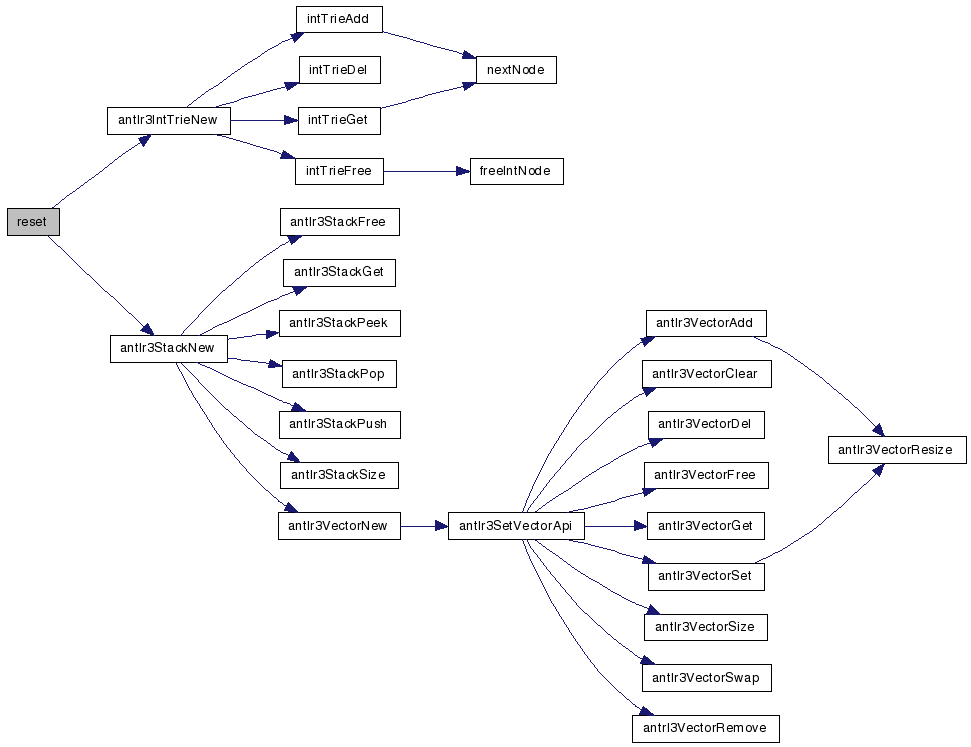 intTrieAdd
intTrieDel
nextNode
antlr3IntTrieNew
intTrieGet
intTrieFree
freeIntNode
reset
antlr3StackFree
antlr3StackGet
antlr3StackPeek
antlr3VectorAdd
antlr3StackNew
antlr3StackPop
antlr3VectorClear
antlr3StackPush
antlr3VectorDel
antlr3VectorResize
antlr3StackSize
antlr3VectorFree
antlr3VectorNew
antlr3SetVectorApi
antlr3VectorGet
antlr3VectorSet
antlr3VectorSize
antlr3VectorSwap
antrl3VectorRemove